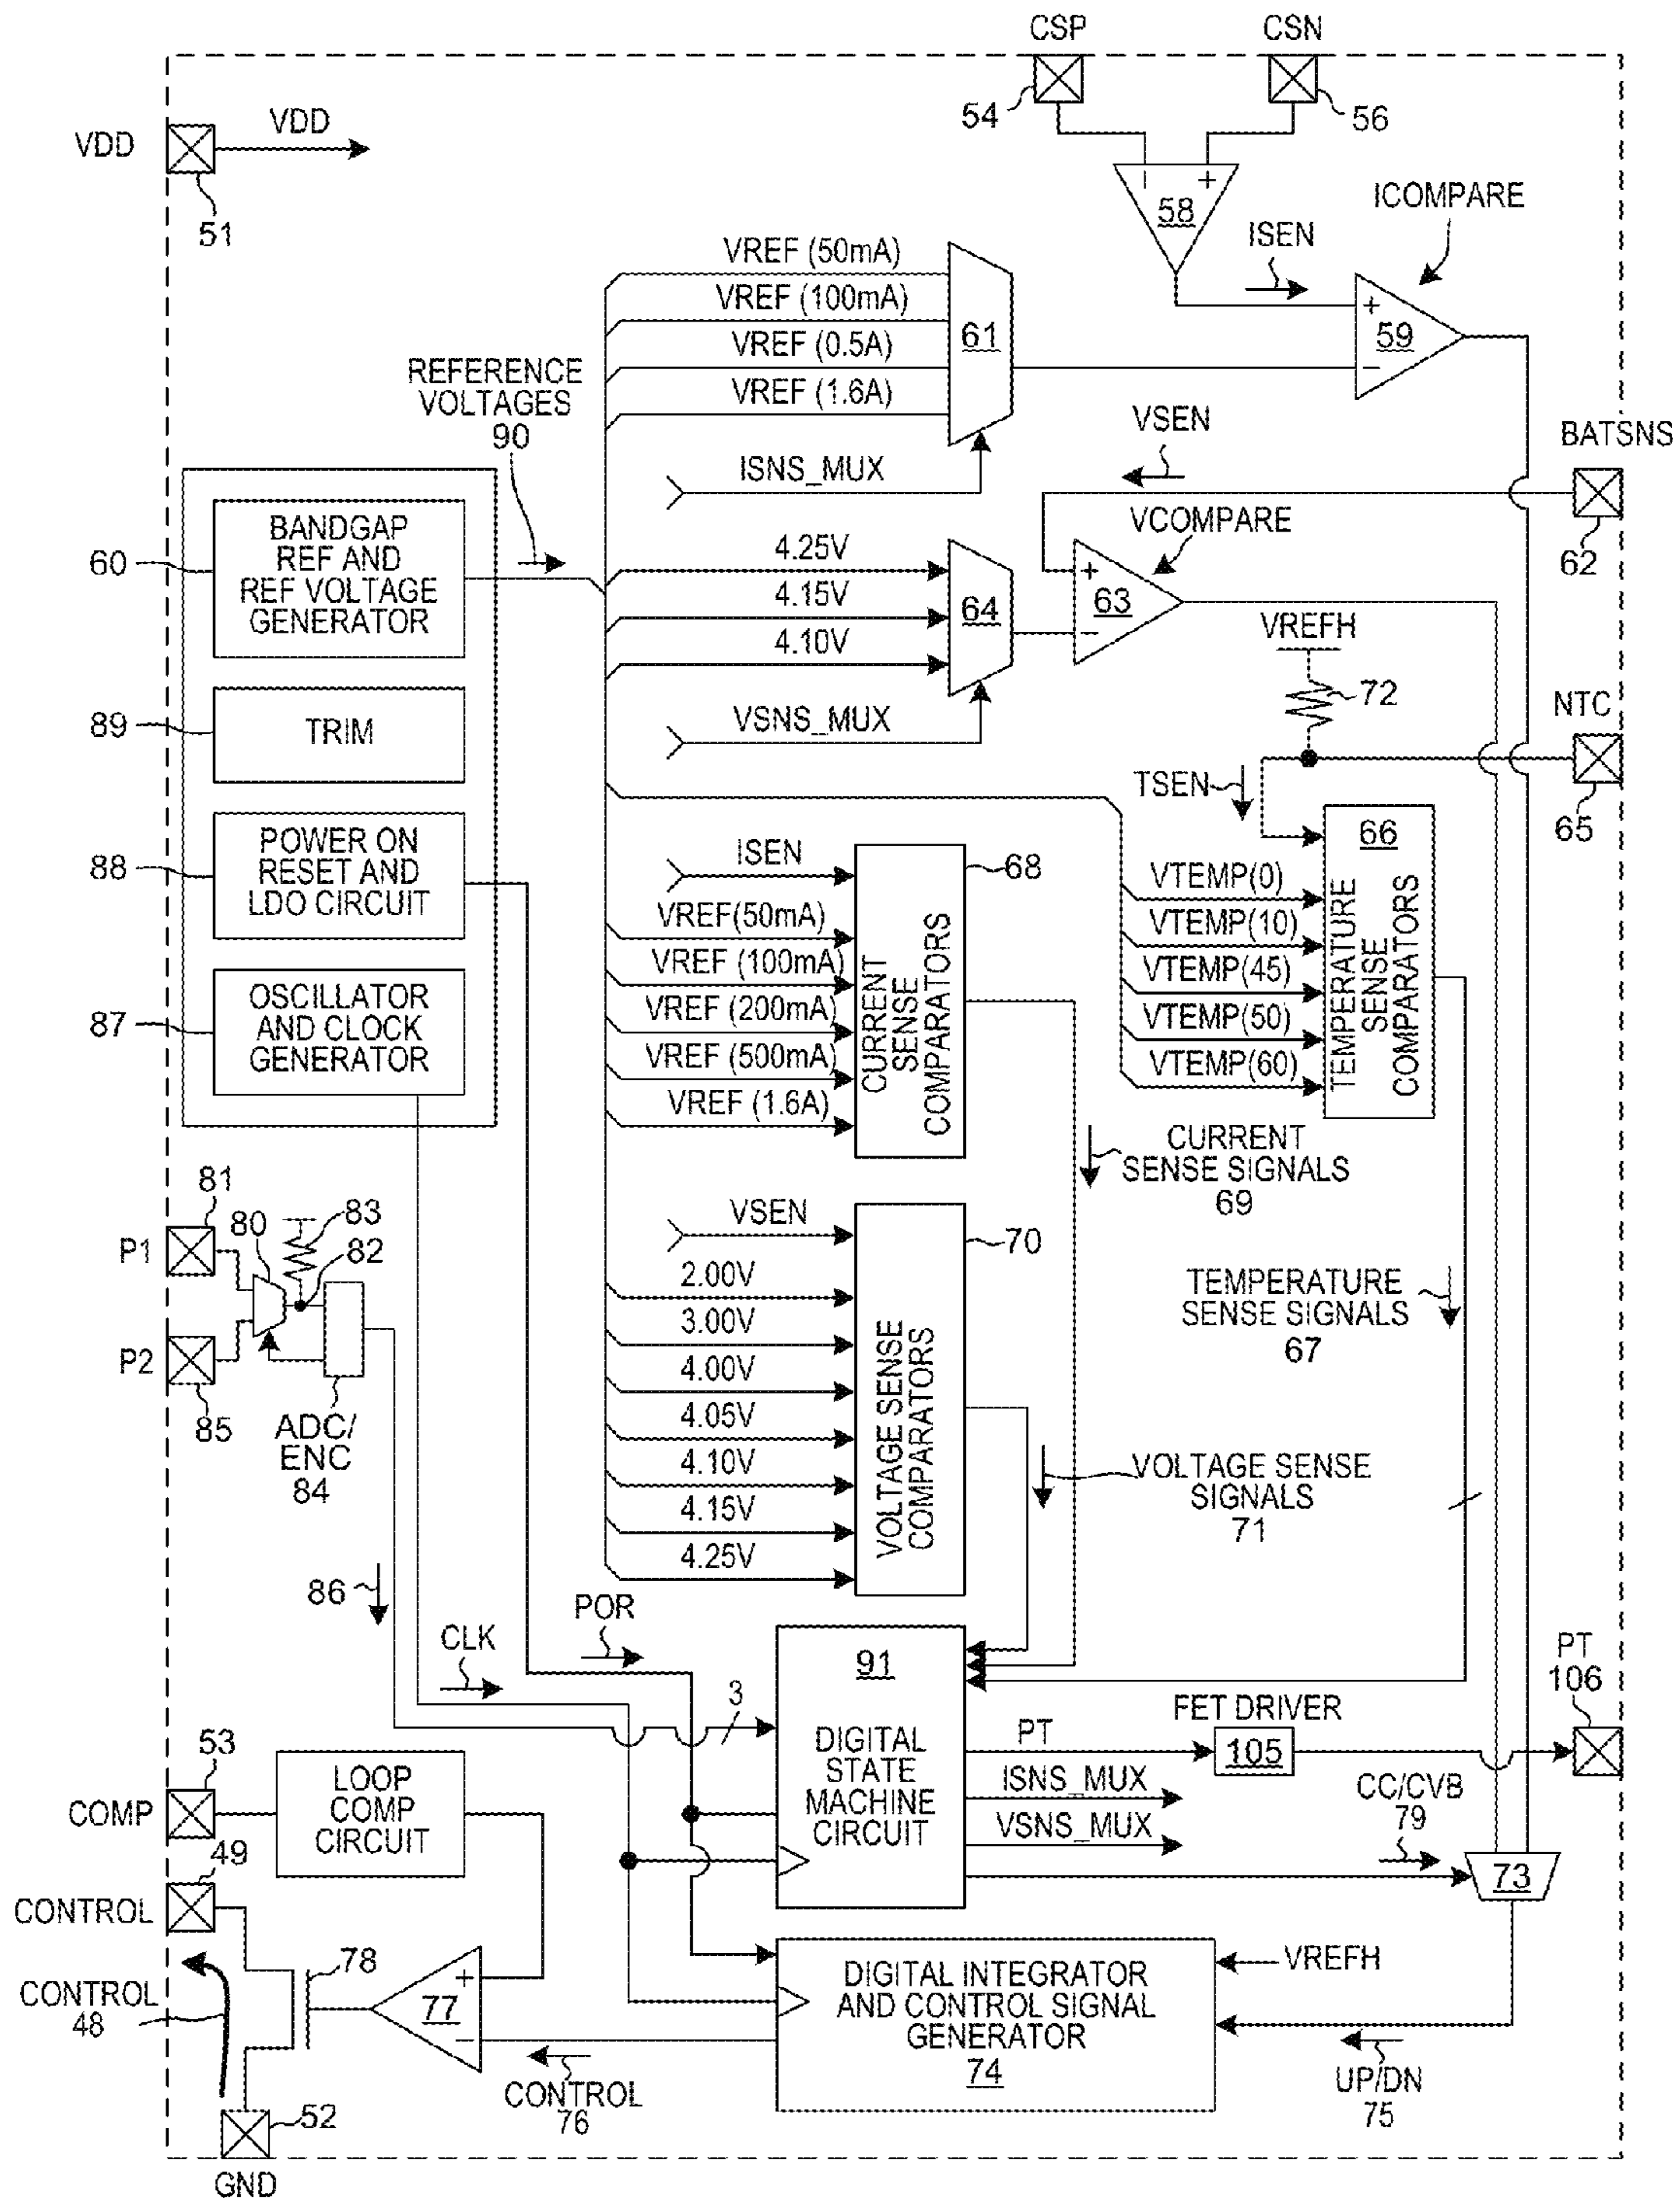 CSP
CSN
54
56
VDD
VDD
51
58
ISEN
ICOMPARE
VREF (50mA)
VREF (100mA)
VREF (0.5A)
VREF (1.6A)
61
+
59
−
REFERENCE
VOLTAGES
90
ISNS_MUX
VSEN
BATSNS
62
BANDGAP
REF AND
REF VOLTAGE
GENERATOR
60
4.25V
4.15V
4.10V
64
VCOMPARE
+
63
−
VREFH
72
VSNS_MUX
NTC
65
TRIM
89
TSEN
POWER ON
RESET AND
LDO CIRCUIT
88
ISEN
VREF(50mA)
VREF (100mA)
VREF (200mA)
VREF (500mA)
VREF (1.6A)
68
CURRENT
SENSE
COMPARATORS
VTEMP(0)
VTEMP(10)
VTEMP(45)
VTEMP(50)
VTEMP(60)
66
TEMPERATURE
SENSE
COMPARATORS
OSCILLATOR
AND CLOCK
GENERATOR
87
CURRENT
SENSE SIGNALS
69
81
P1
80
83
82
P2
85
ADC/
ENC
84
VSEN
2.00V
3.00V
4.00V
4.05V
4.10V
4.15V
4.25V
70
VOLTAGE SENSE
COMPARATORS
TEMPERATURE
SENSE SIGNALS
67
VOLTAGE SENSE
SIGNALS
71
86
CLK
POR
3
91
DIGITAL
STATE
MACHINE
CIRCUIT
PT
ISNS_MUX
VSNS_MUX
FET DRIVER
105
PT
106
CC/CVB
79
73
53
COMP
LOOP
COMP
CIRCUIT
49
CONTROL
78
CONTROL
48
+
77
−
CONTROL
76
DIGITAL INTEGRATOR
AND CONTROL SIGNAL
GENERATOR
74
VREFH
UP/DN
75
52
GND